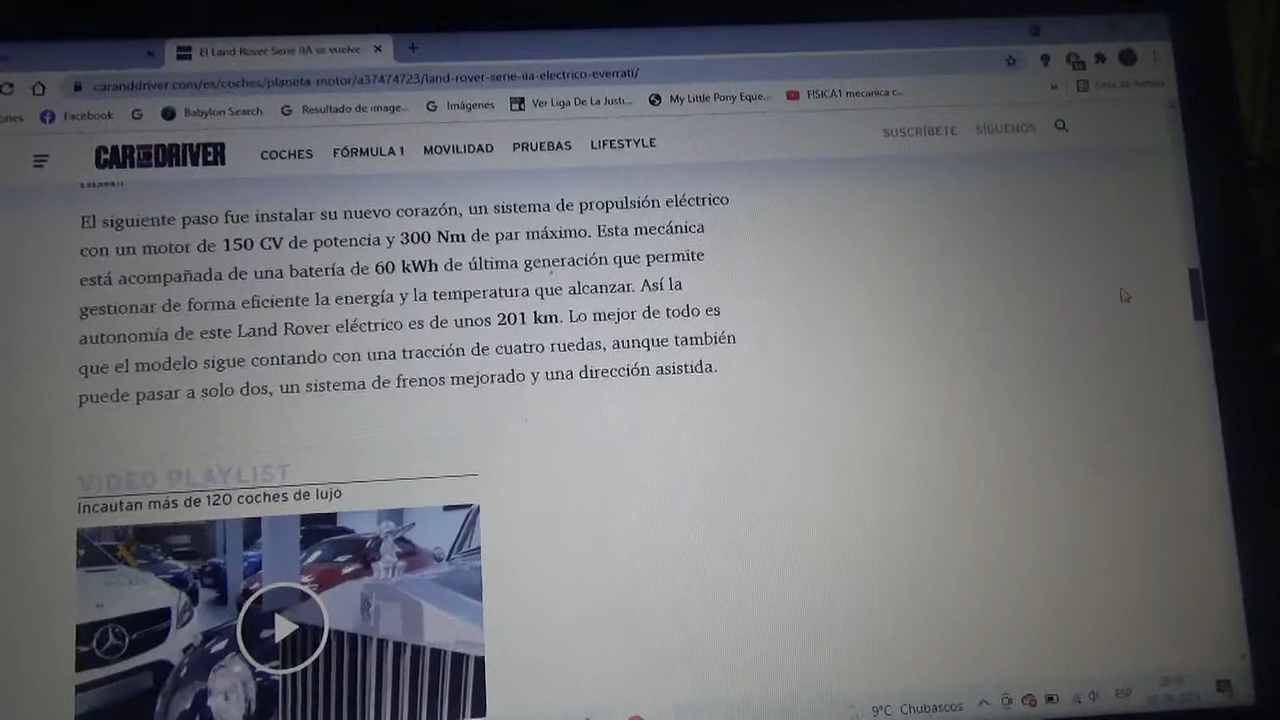 El Land Rover Serie IIA se vuelve
caranddriver.com/es/coches/planeta-motor/a37474723/land-rover-serie-iia-electrico-everrati/
Facebook
Babylon Search
Resultado de image...
Imágenes
Ver Liga De La Justi...
My Little Pony Eque...
FISICA1 mecanica c...
Lista de lectura
CAR AND DRIVER
COCHES
FÓRMULA 1
MOVILIDAD
PRUEBAS
LIFESTYLE
SUSCRÍBETE
SÍGUENOS
El siguiente paso fue instalar su nuevo corazón, un sistema de propulsión eléctrico
con un motor de 150 CV de potencia y 300 Nm de par máximo. Esta mecánica
está acompañada de una batería de 60 kWh de última generación que permite
gestionar de forma eficiente la energía y la temperatura que alcanzar. Así la
autonomía de este Land Rover eléctrico es de unos 201 km. Lo mejor de todo es
que el modelo sigue contando con una tracción de cuatro ruedas, aunque también
puede pasar a solo dos, un sistema de frenos mejorado y una dirección asistida.
VIDEO PLAYLIST
Incautan más de 120 coches de lujo
9°C Chubascos
ESP